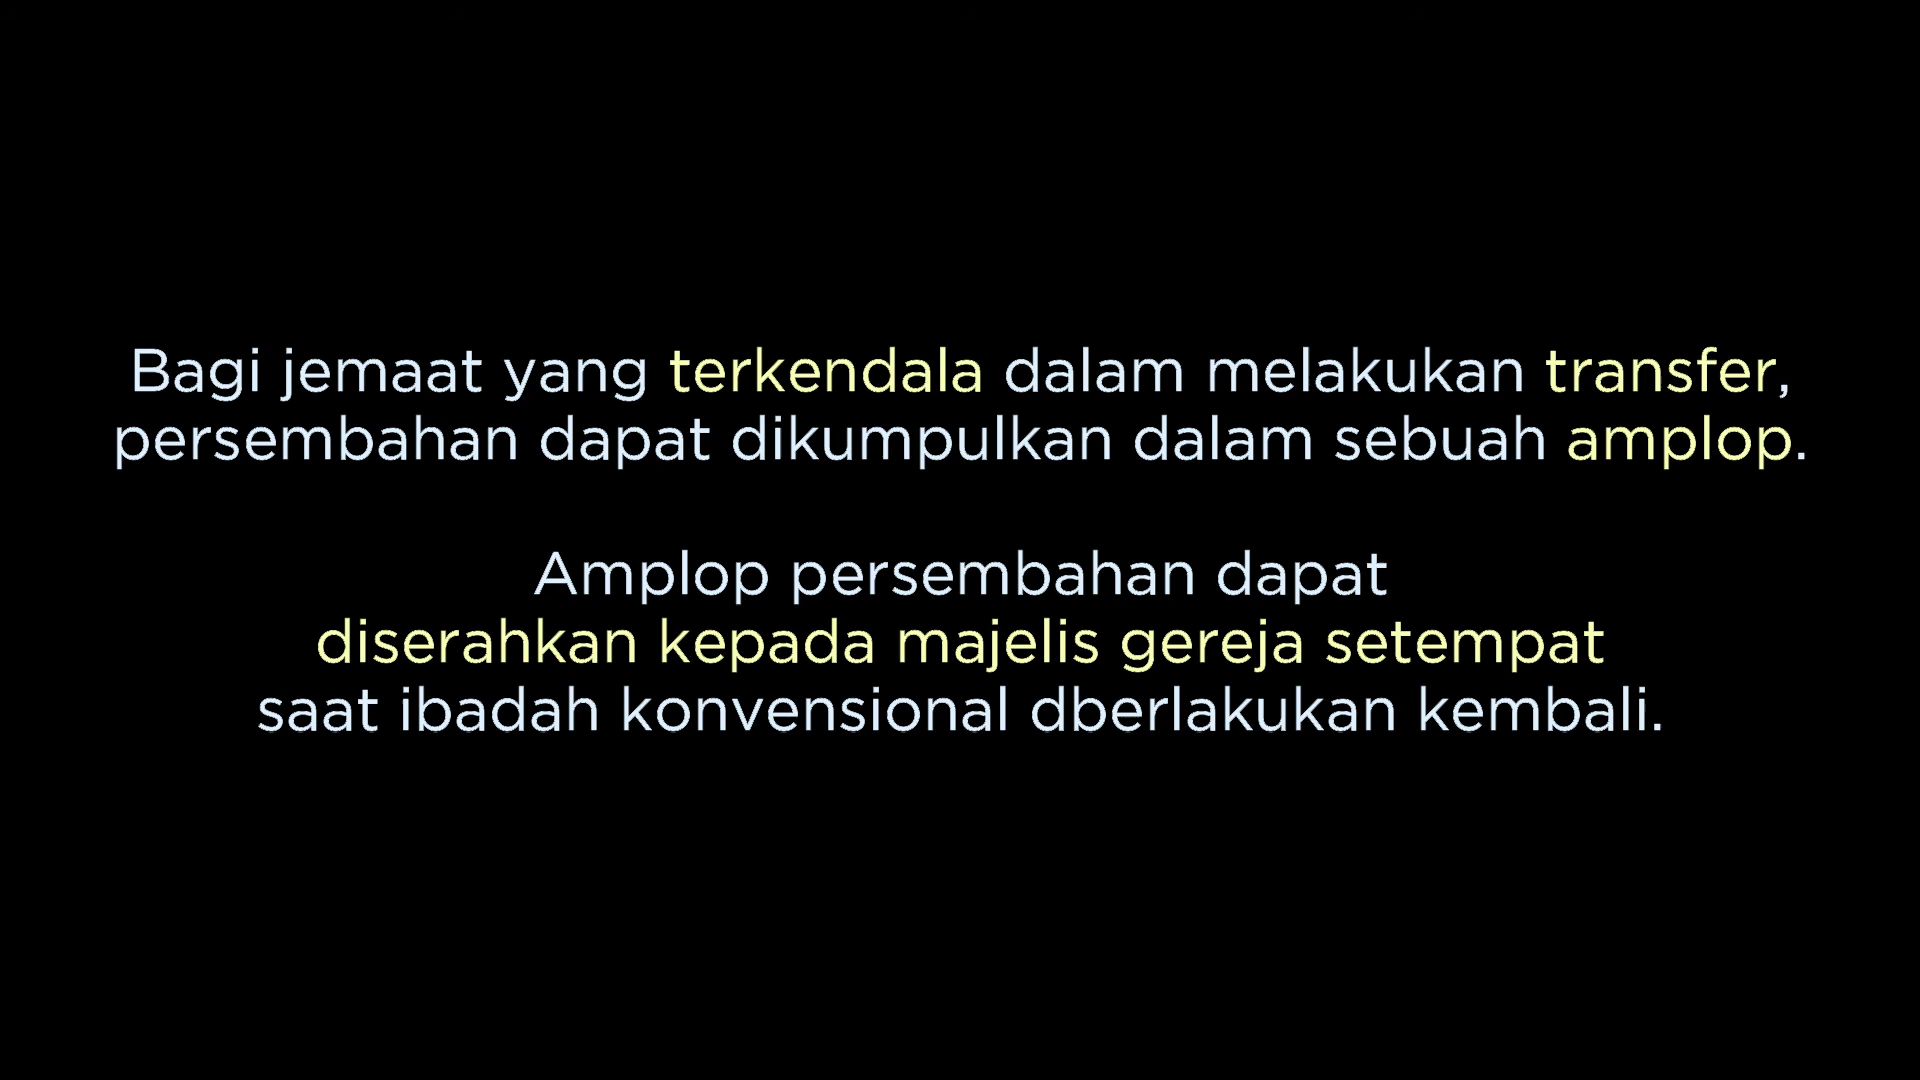 Bagi jemaat yang terkendala dalam melakukan transfer,
persembahan dapat dikumpulkan dalam sebuah amplop.
Amplop persembahan dapat
diserahkan kepada majelis gereja setempat
saat ibadah konvensional dberlakukan kembali.